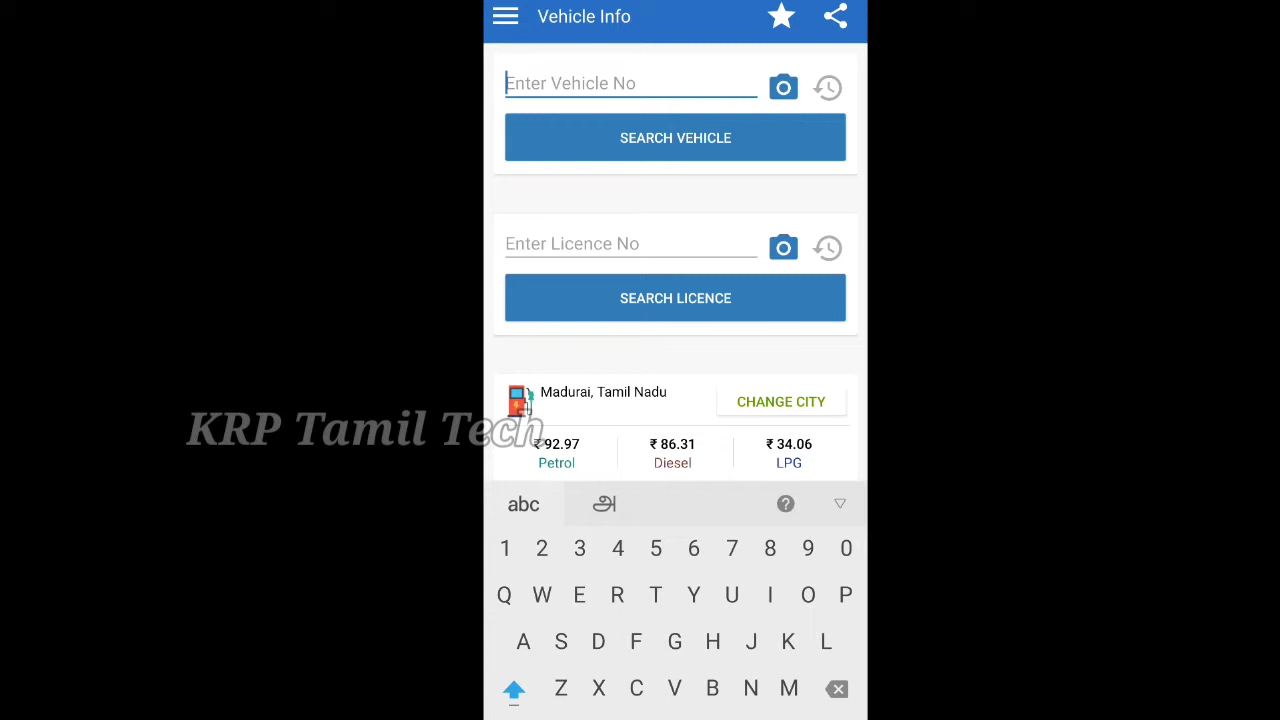 Vehicle Info
Enter Vehicle No
SEARCH VEHICLE
Enter Licence No
SEARCH LICENCE
Madurai, Tamil Nadu
CHANGE CITY
KRP Tamil Tech
₹ 92.97 ₹ 86.31 ₹ 34.06
Petrol Diesel LPG
abc அ
1 2 3 4 5 6 7 8 9 0
Q W E R T Y U I O P
A S D F G H J K L
Z X C V B N M